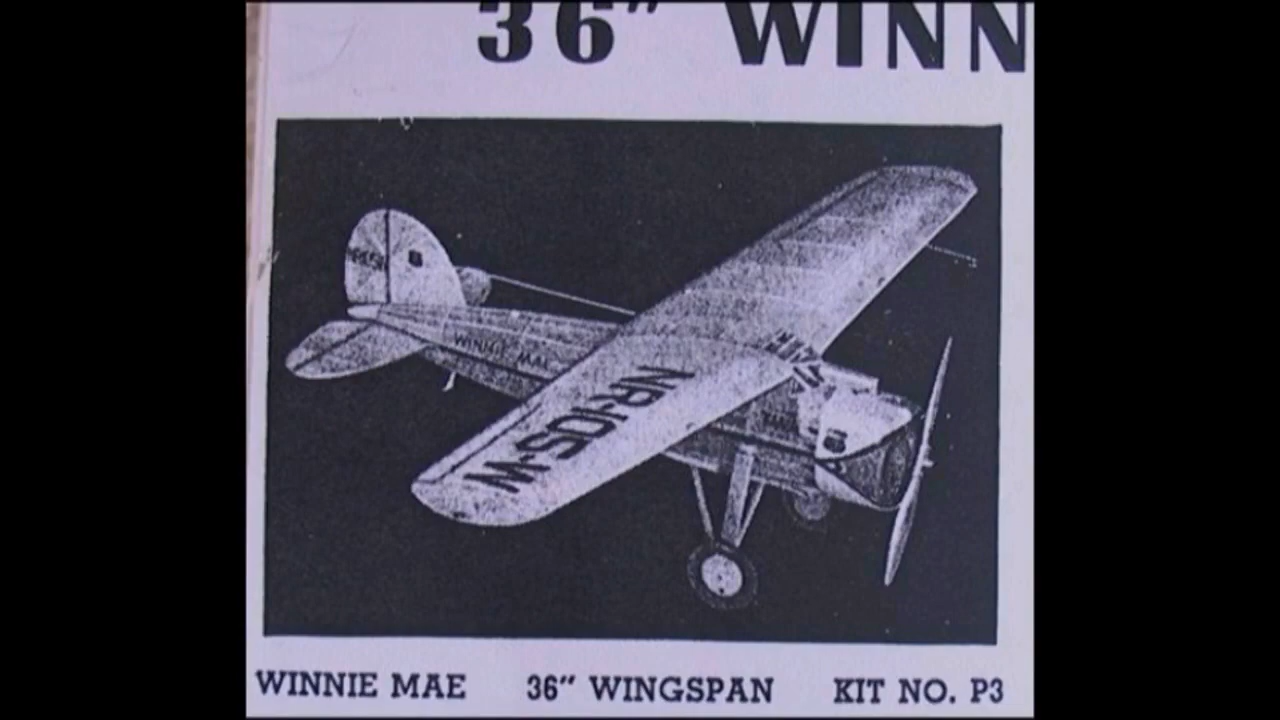 36" WINN
WINNIE MAE
NR-105-W
WINNIE MAE 36" WINGSPAN KIT NO. P3